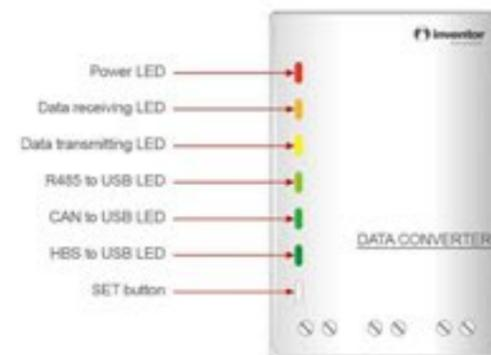 inventor
Power LED
Data receiving LED
Data transmitting LED
R485 to USB LED
CAN to USB LED
HBS to USB LED
SET button
DATA CONVERTER